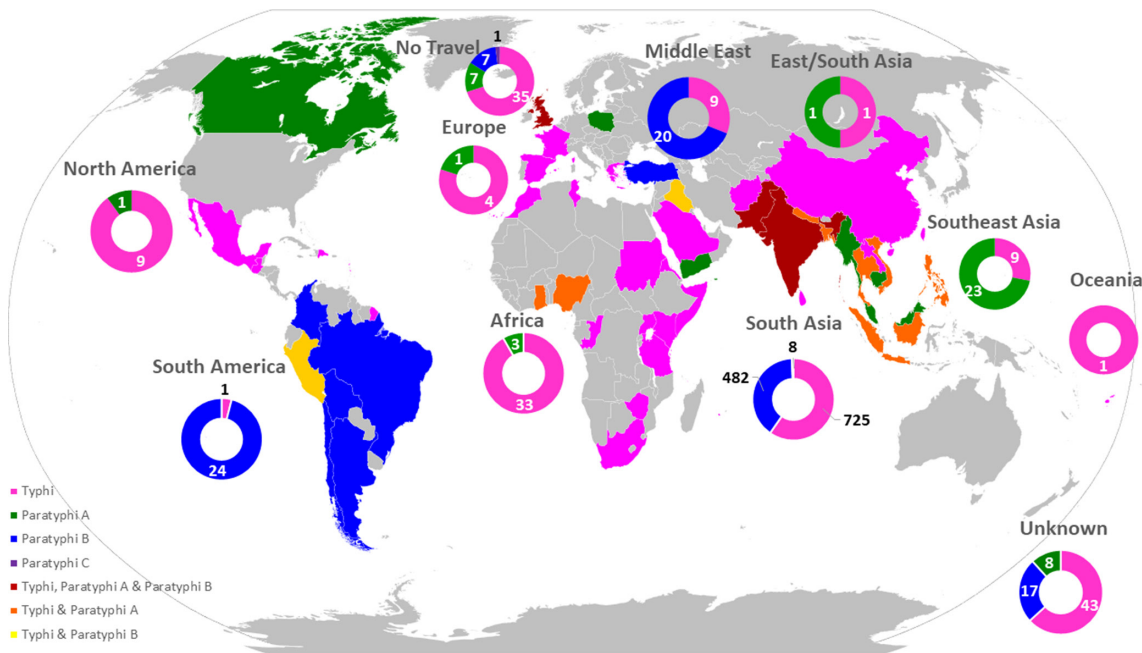 No Travel
1
7
7
35
Middle East
9
20
East/South Asia
1
1
Europe
1
4
North America
1
9
Southeast Asia
9
23
Oceania
1
Africa
3
33
South Asia
8
482
725
South America
1
24
Typhi
Paratyphi A
Paratyphi B
Paratyphi C
Typhi, Paratyphi A & Paratyphi B
Typhi & Paratyphi A
Typhi & Paratyphi B
Unknown
8
17
43